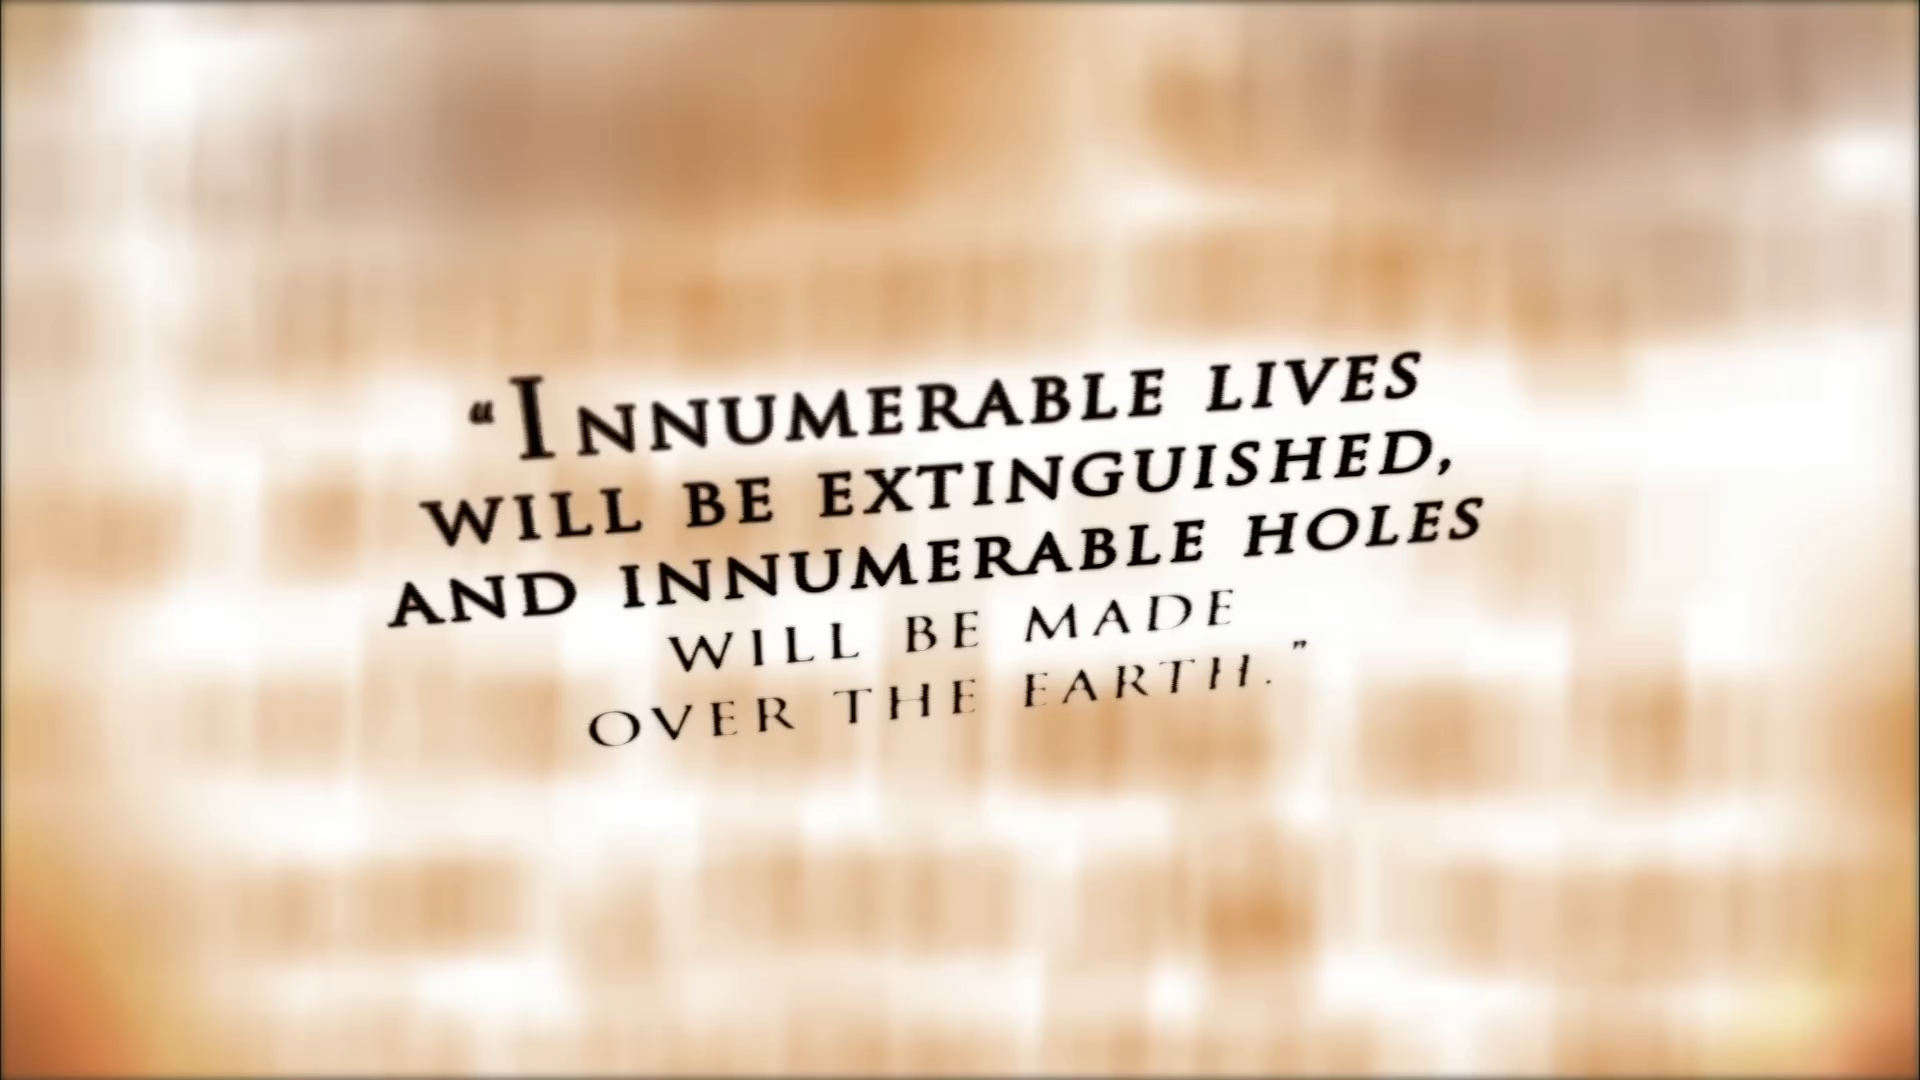 “Innumerable lives
will be extinguished,
and innumerable holes
will be made
over the earth.”